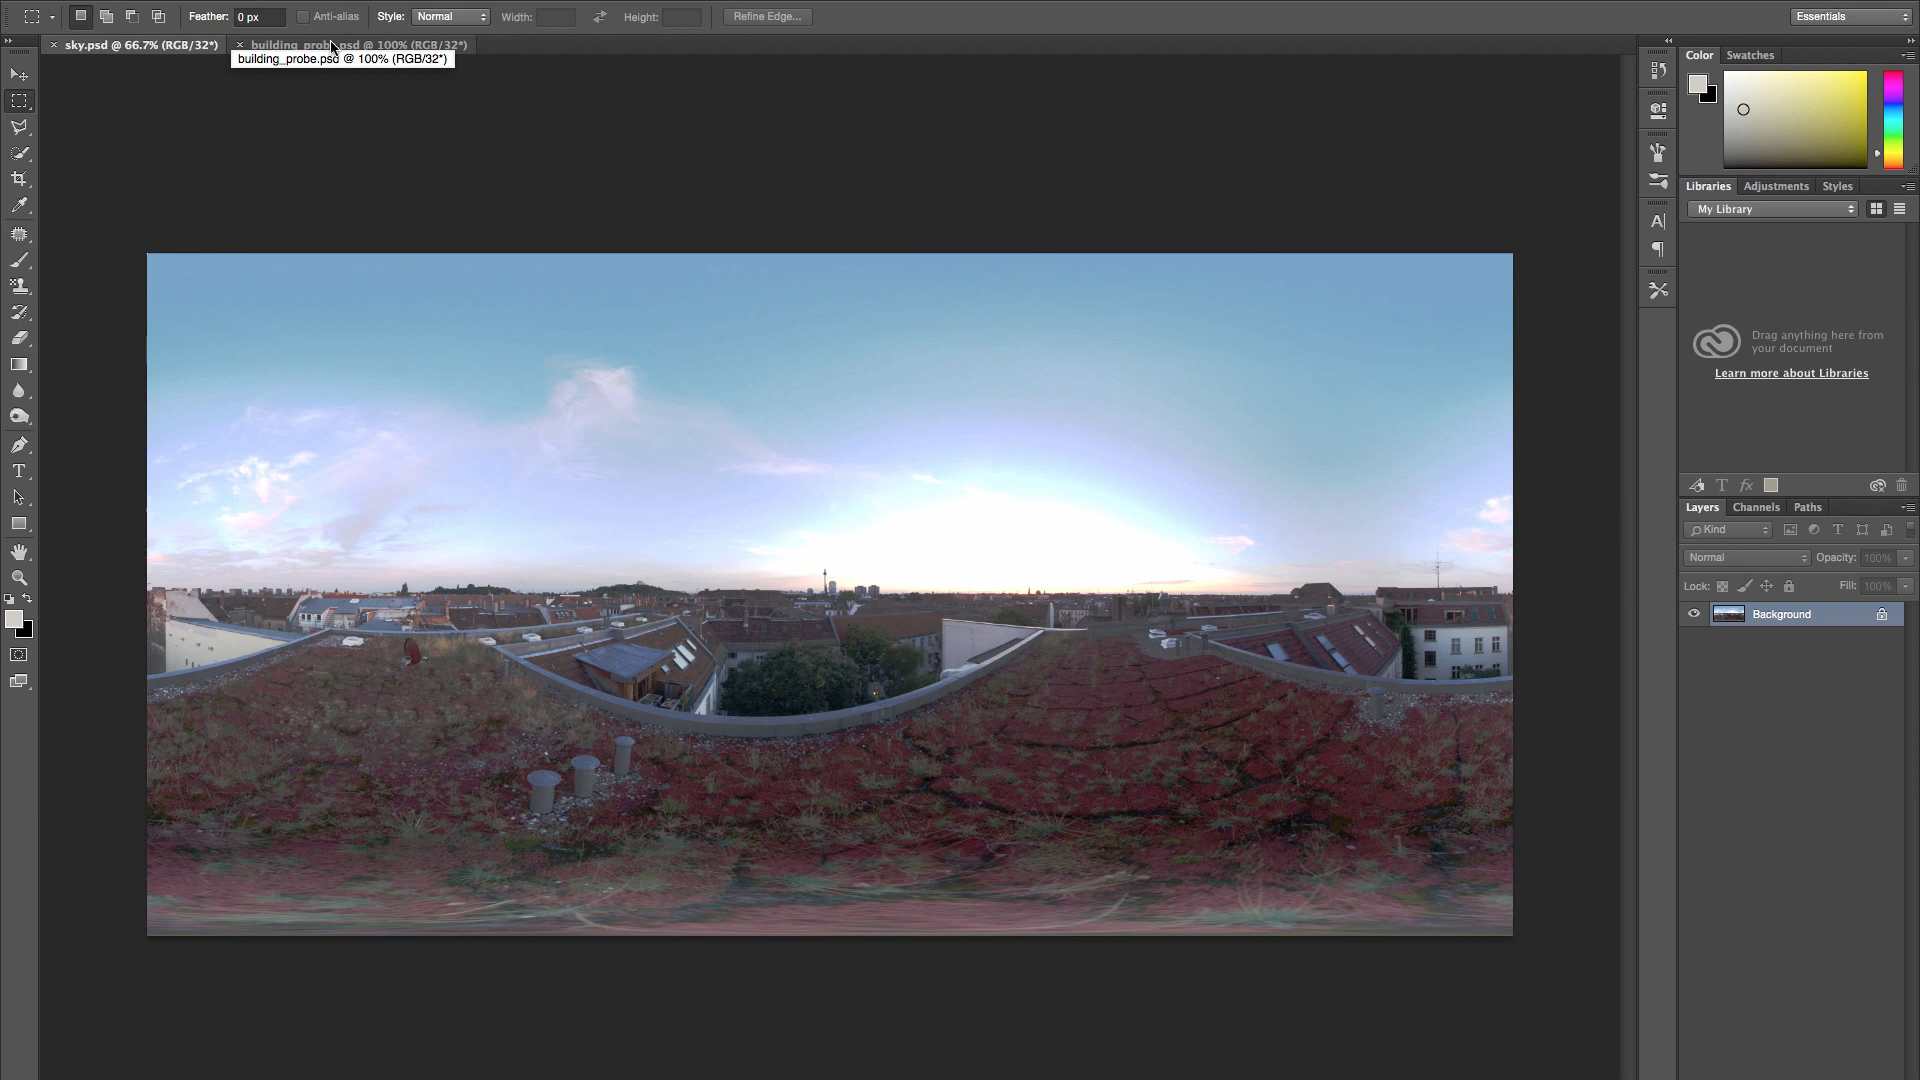 Feather: 0 px Anti-alias Style: Normal Width: Height: Refine Edge... Essentials
sky.psd @ 66.7% (RGB/32*) building_probe.psd @ 100% (RGB/32*)
building_probe.psd @ 100% (RGB/32*)
Color Swatches
Libraries Adjustments Styles
My Library
Drag anything here from
your document
Learn more about Libraries
Layers Channels Paths
Kind
Normal Opacity: 100%
Lock: Fill: 100%
Background